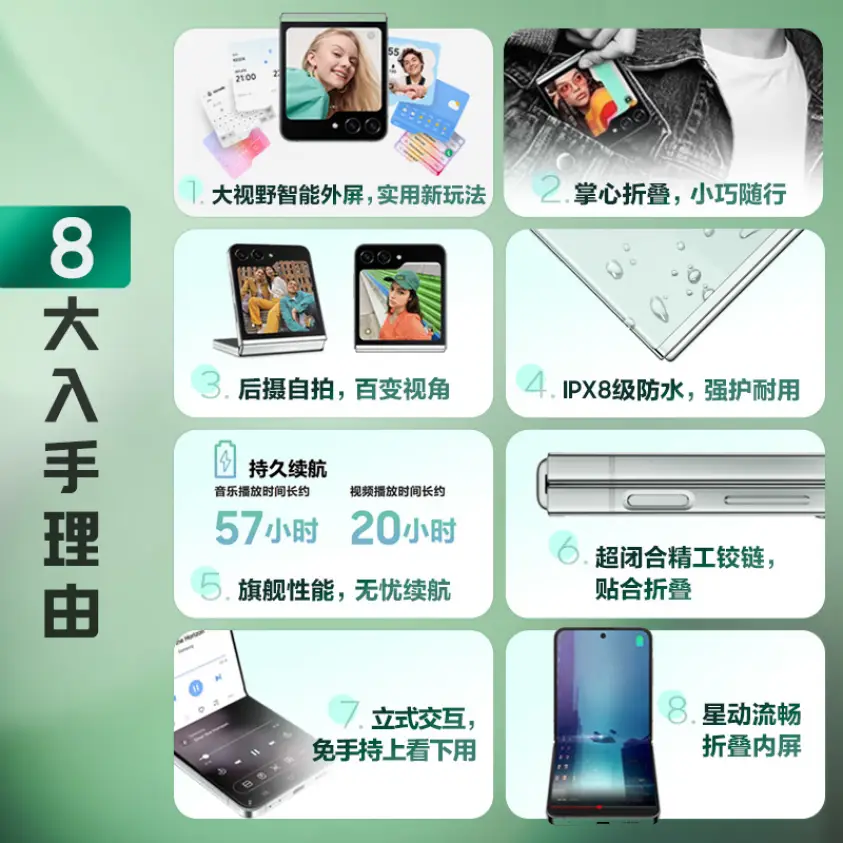 8
大入手理由
21:00
55
1. 大视野智能外屏，实用新玩法
2. 掌心折叠，小巧随行
3. 后摄自拍，百变视角
4. IPX8级防水，强护耐用
持久续航
音乐播放时间长约 视频播放时间长约
57小时 20小时
5. 旗舰性能，无忧续航
6. 超闭合精工铰链，
贴合折叠
7. 立式交互，
免手持上看下用
8. 星动流畅
折叠内屏